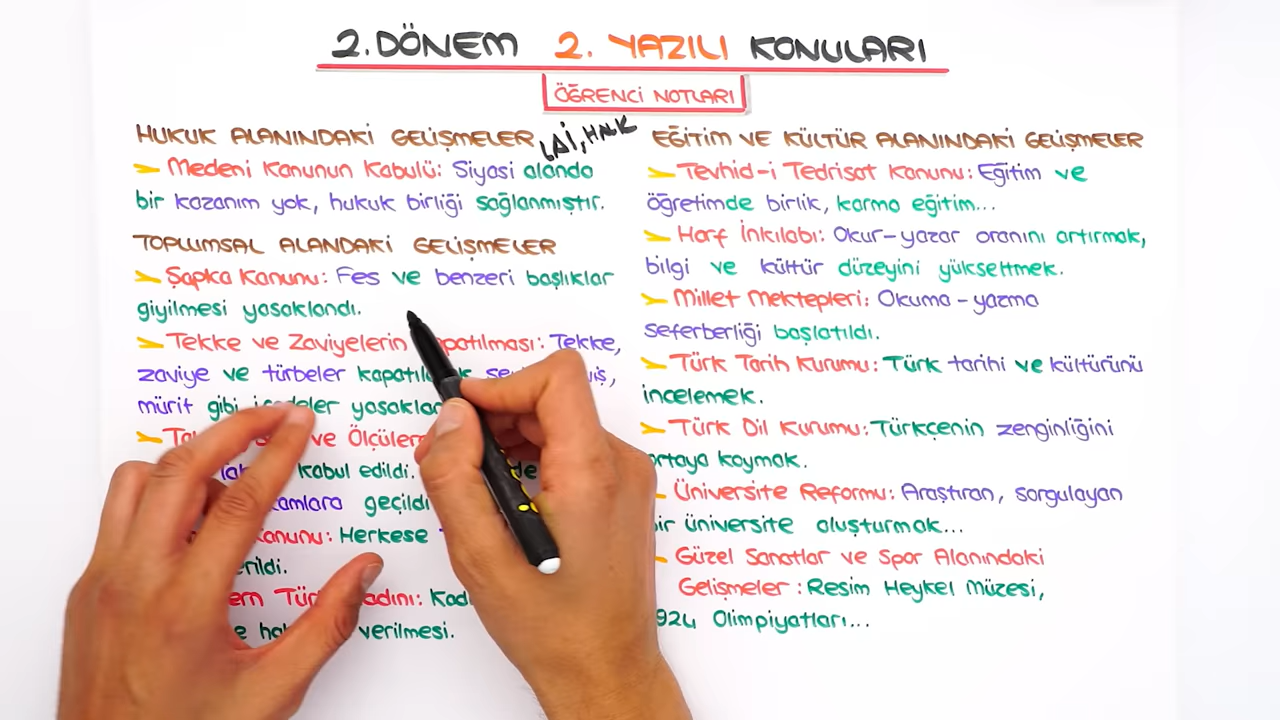 2. DÖNEM 2. YAZILI KONULARI
ÖĞRENCİ NOTLARI
HUKUK ALANINDAKİ GELİŞMELER LAİ, HALK
➤ Medeni Kanunun Kabulü: Siyasi alanda
bir kazanım yok, hukuk birliği sağlanmıştır.
TOPLUMSAL ALANDAKİ GELİŞMELER
➤ Şapka Kanunu: Fes ve benzeri başlıklar
giyilmesi yasaklandı.
➤ Tekke ve Zaviyelerin Tekke,
zaviye ve türbeler
mürit gibi
➤ ve
kabul edildi.
geçildi
Kanunu: Herkese
verilmesi.
EĞİTİM VE KÜLTÜR ALANINDAKİ GELİŞMELER
➤ Tevhid-i Tedrisat Kanunu: Eğitim ve
öğretimde birlik, karma eğitim...
➤ Harf İnkılabı: Okur-yazar oranını artırmak,
bilgi ve kültür düzeyini yükseltmek.
➤ Millet Mektepleri: Okuma-yazma
seferberliği başlatıldı.
➤ Türk Tarih Kurumu: Türk tarihi ve kültürünü
incelemek.
➤ Türk Dil Kurumu: Türkçenin zenginliğini
ortaya koymak.
Üniversite Reformu: Araştıran, sorgulayan
bir üniversite oluşturmak...
Güzel Sanatlar ve Spor Alanındaki
Gelişmeler: Resim Heykel Müzesi,
924 Olimpiyatları...